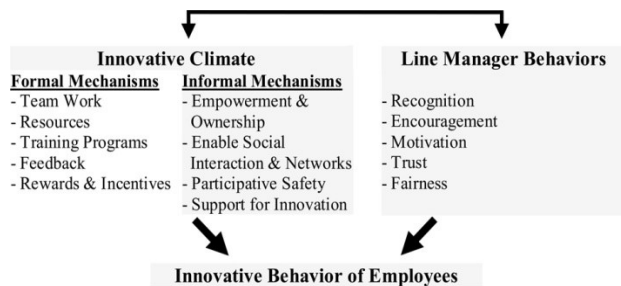 Innovative Climate
Formal Mechanisms
- Team Work
- Resources
- Training Programs
- Feedback
- Rewards & Incentives
Informal Mechanisms
- Empowerment &
Ownership
- Enable Social
Interaction & Networks
- Participative Safety
- Support for Innovation
Line Manager Behaviors
- Recognition
- Encouragement
- Motivation
- Trust
- Fairness
Innovative Behavior of Employees